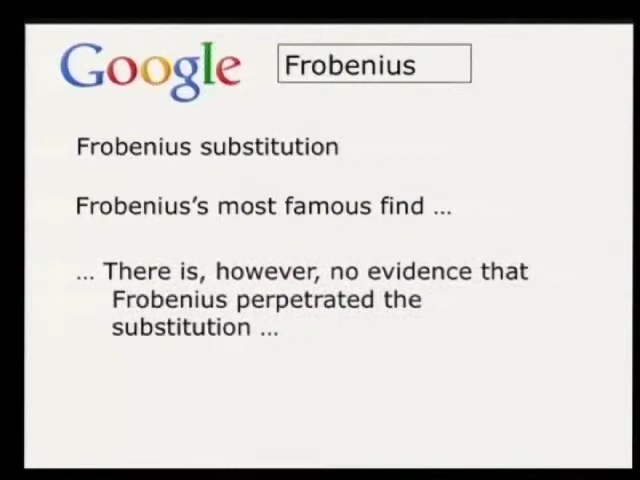 Google Frobenius
Frobenius substitution
Frobenius's most famous find ...
... There is, however, no evidence that
Frobenius perpetrated the
substitution ...